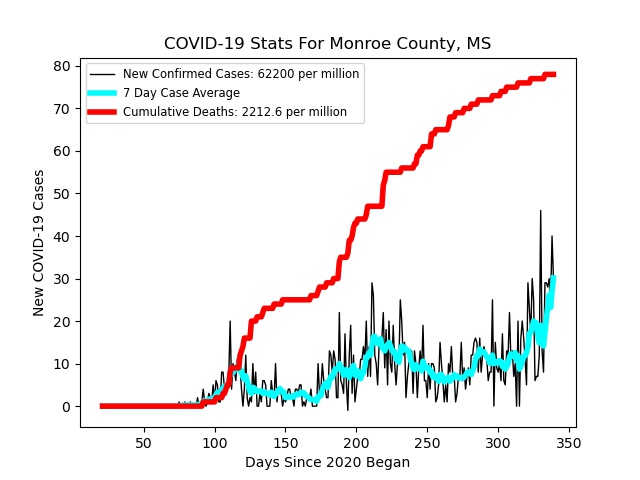 COVID-19 Stats For Monroe County, MS
New Confirmed Cases: 62200 per million
7 Day Case Average
Cumulative Deaths: 2212.6 per million
80
70
60
50
40
30
20
10
0
New COVID-19 Cases
50 100 150 200 250 300 350
Days Since 2020 Began